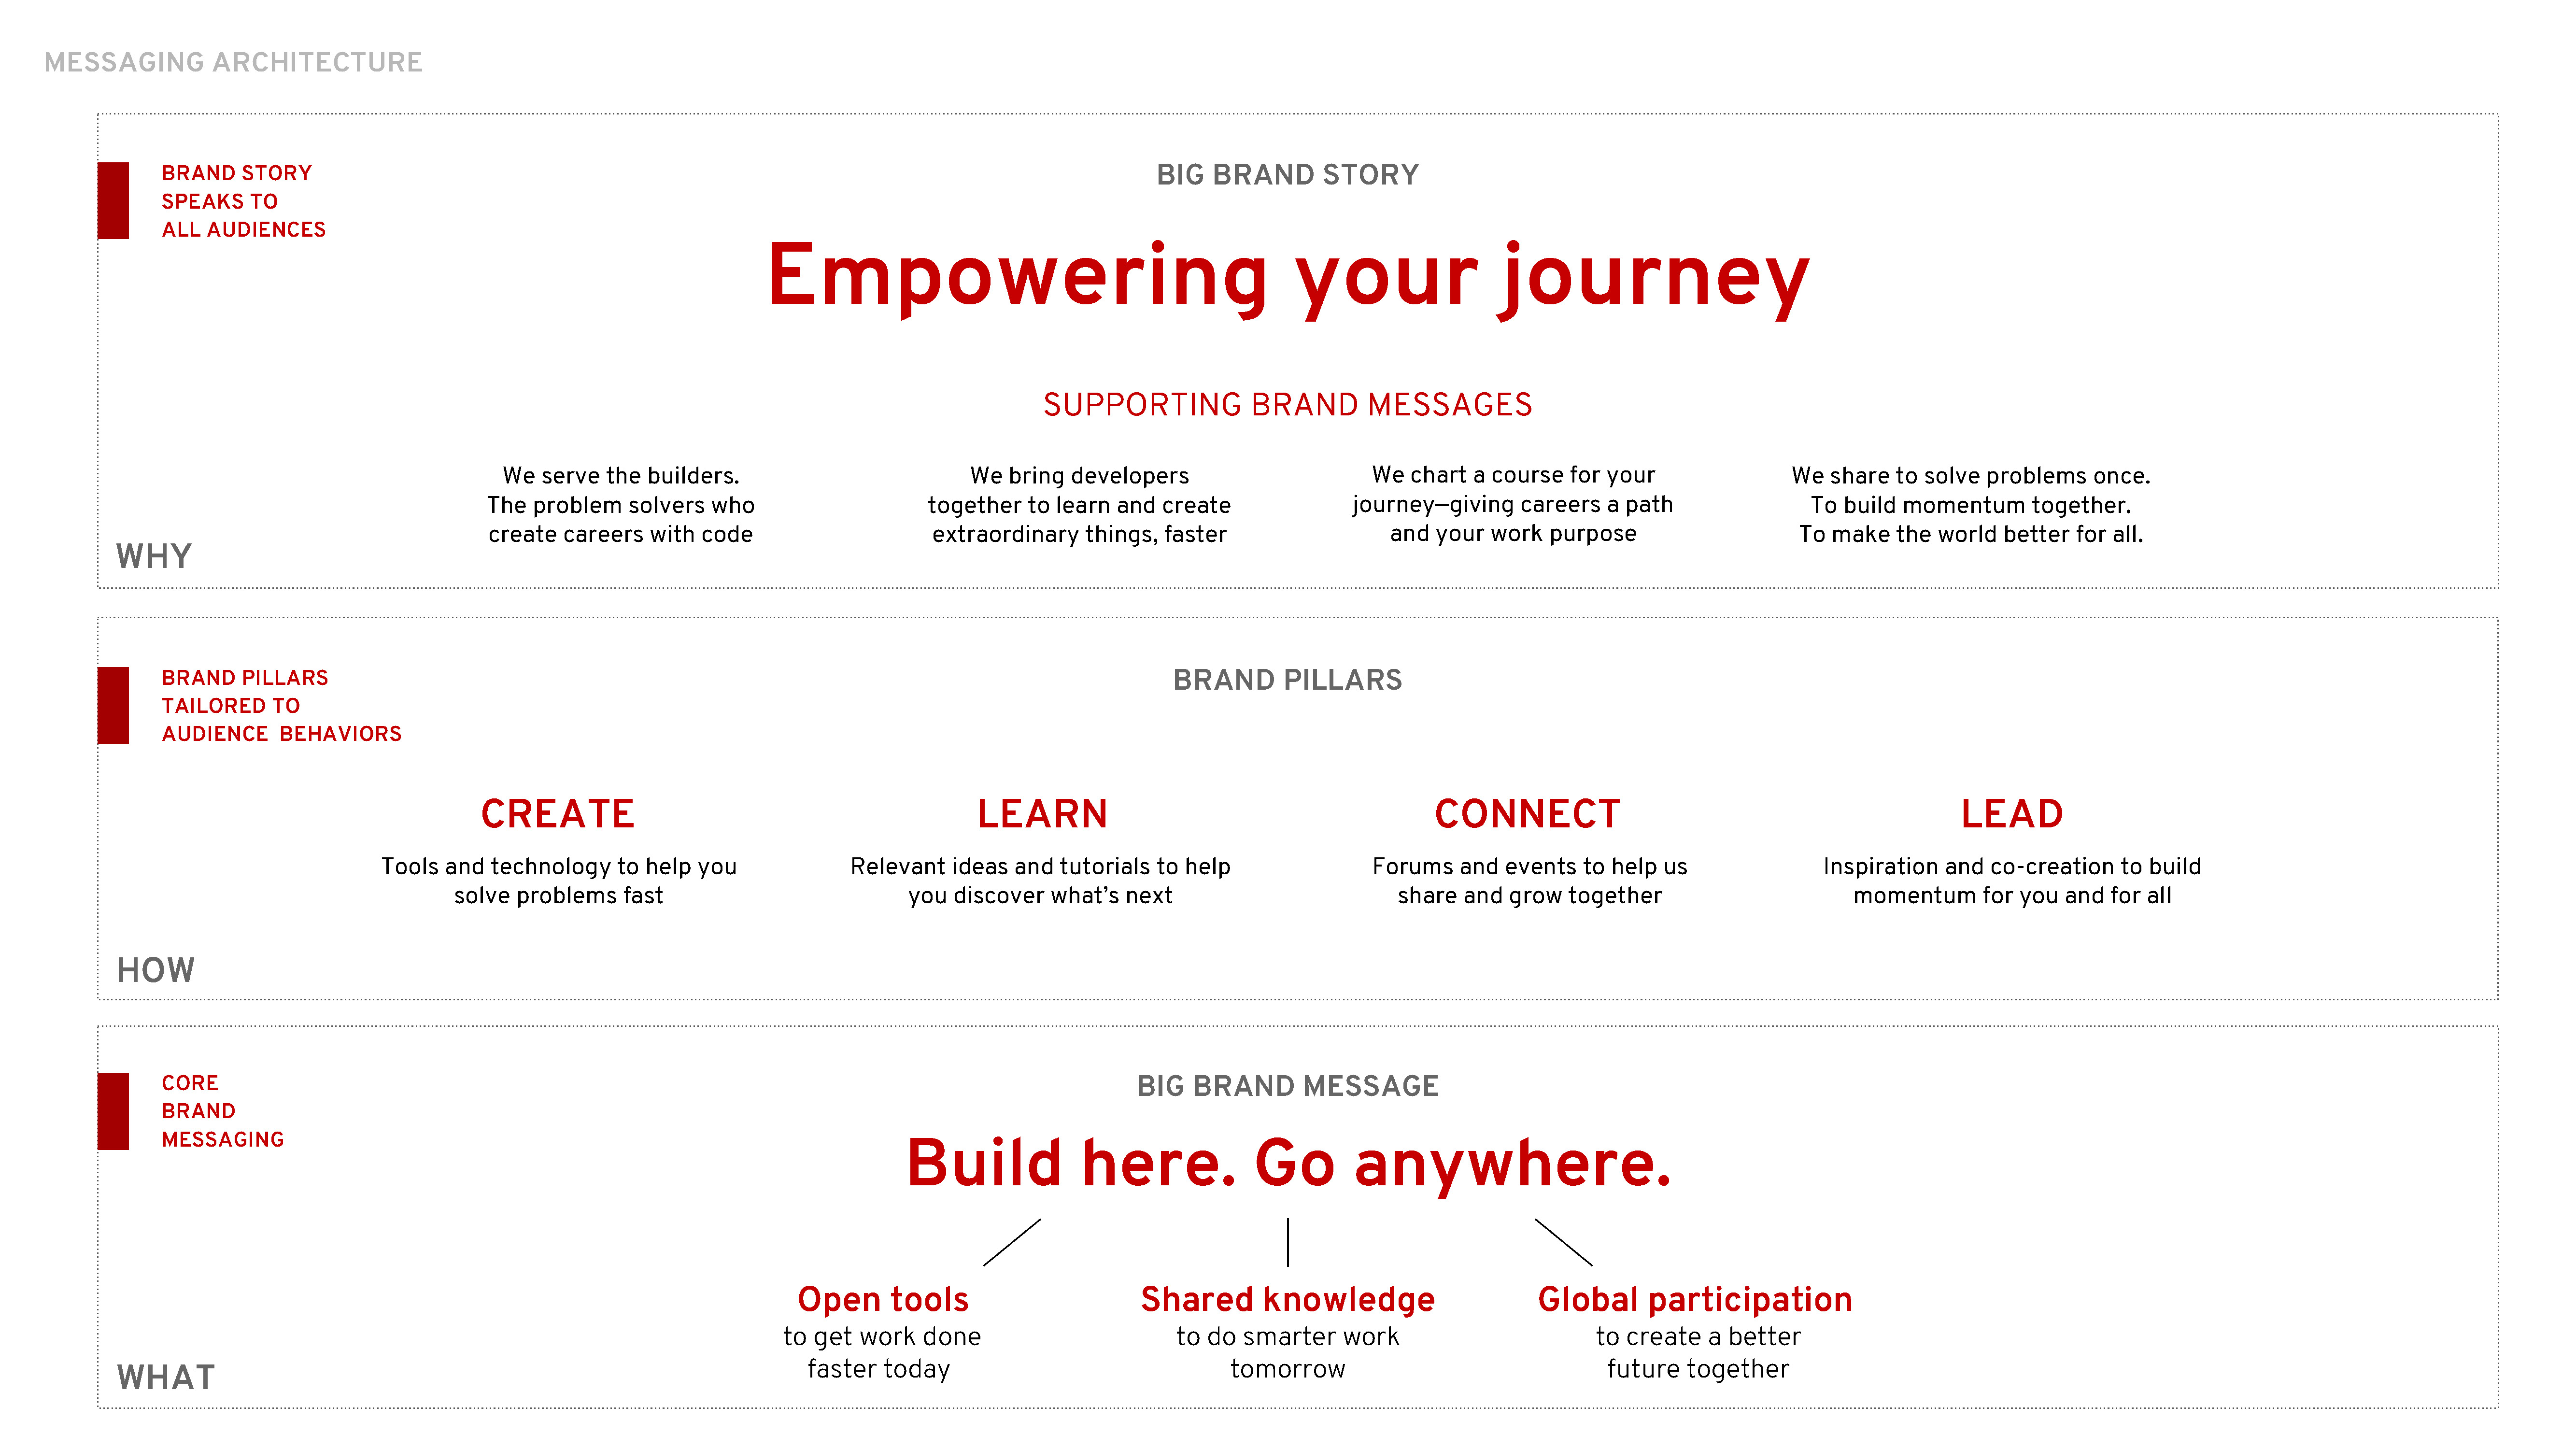 MESSAGING ARCHITECTURE
BRAND STORY
SPEAKS TO
ALL AUDIENCES
BIG BRAND STORY
Empowering your journey
SUPPORTING BRAND MESSAGES
We serve the builders.
The problem solvers who
create careers with code
We bring developers
together to learn and create
extraordinary things, faster
We chart a course for your
journey—giving careers a path
and your work purpose
We share to solve problems once.
To build momentum together.
To make the world better for all.
WHY
BRAND PILLARS
TAILORED TO
AUDIENCE BEHAVIORS
BRAND PILLARS
CREATE
Tools and technology to help you
solve problems fast
LEARN
Relevant ideas and tutorials to help
you discover what’s next
CONNECT
Forums and events to help us
share and grow together
LEAD
Inspiration and co-creation to build
momentum for you and for all
HOW
CORE
BRAND
MESSAGING
BIG BRAND MESSAGE
Build here. Go anywhere.
Open tools
to get work done
faster today
Shared knowledge
to do smarter work
tomorrow
Global participation
to create a better
future together
WHAT